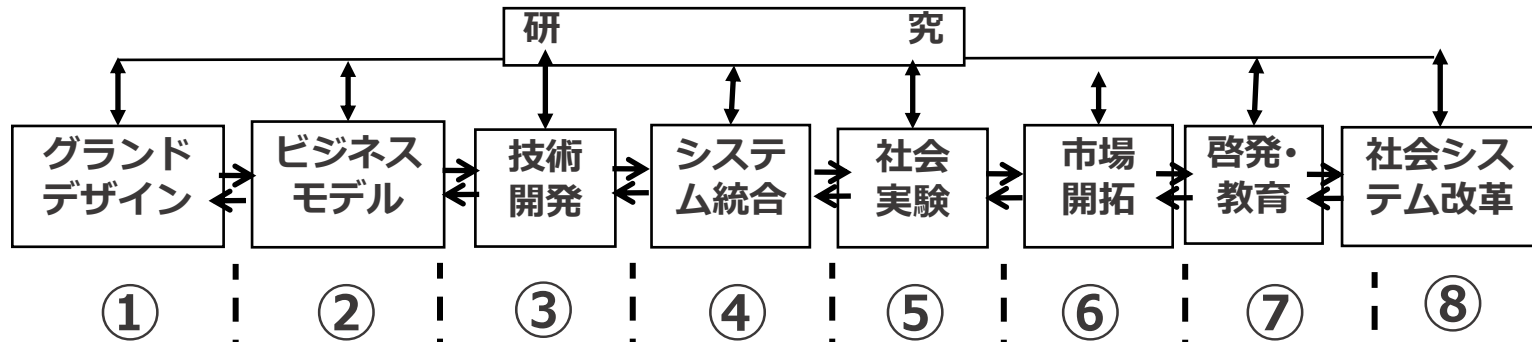 研 究
グランド
デザイン
ビジネス
モデル
技術
開発
システ
ム統合
社会
実験
市場
開拓
啓発・
教育
社会シス
テム改革
① ② ③ ④ ⑤ ⑥ ⑦ ⑧